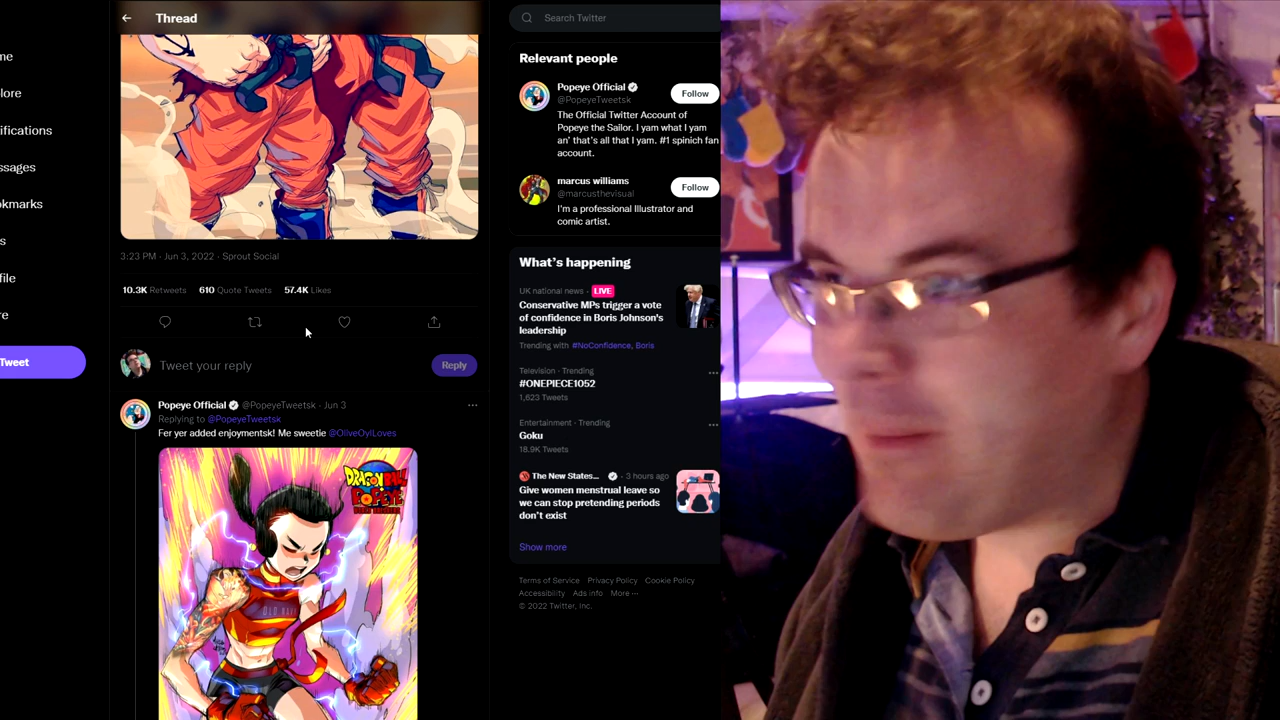 Thread
me
lore
ifications
ssages
okmarks
s
file
re
Tweet
3:23 PM · Jun 3, 2022 · Sprout Social
10.3K Retweets 610 Quote Tweets 57.4K Likes
Tweet your reply
Reply
Popeye Official @PopeyeTweetsk · Jun 3
Replying to @PopeyeTweetsk
Fer yer added enjoymentsk! Me sweetie @OliveOylLoves
DRAGON BALL
POPEYE
Search Twitter
Relevant people
Popeye Official
@PopeyeTweetsk
Follow
The Official Twitter Account of
Popeye the Sailor. I yam what I yam
an' that's all that I yam. #1 spinich fan
account.
marcus williams
@marcusthevisual
Follow
I'm a professional Illustrator and
comic artist.
What's happening
UK national news · LIVE
Conservative MPs trigger a vote
of confidence in Boris Johnson's
leadership
Trending with #NoConfidence, Boris
Television · Trending
#ONEPIECE1052
1,623 Tweets
Entertainment · Trending
Goku
18.9K Tweets
The New States... · 3 hours ago
Give women menstrual leave so
we can stop pretending periods
don't exist
Show more
Terms of Service Privacy Policy Cookie Policy
Accessibility Ads info More ···
© 2022 Twitter, Inc.